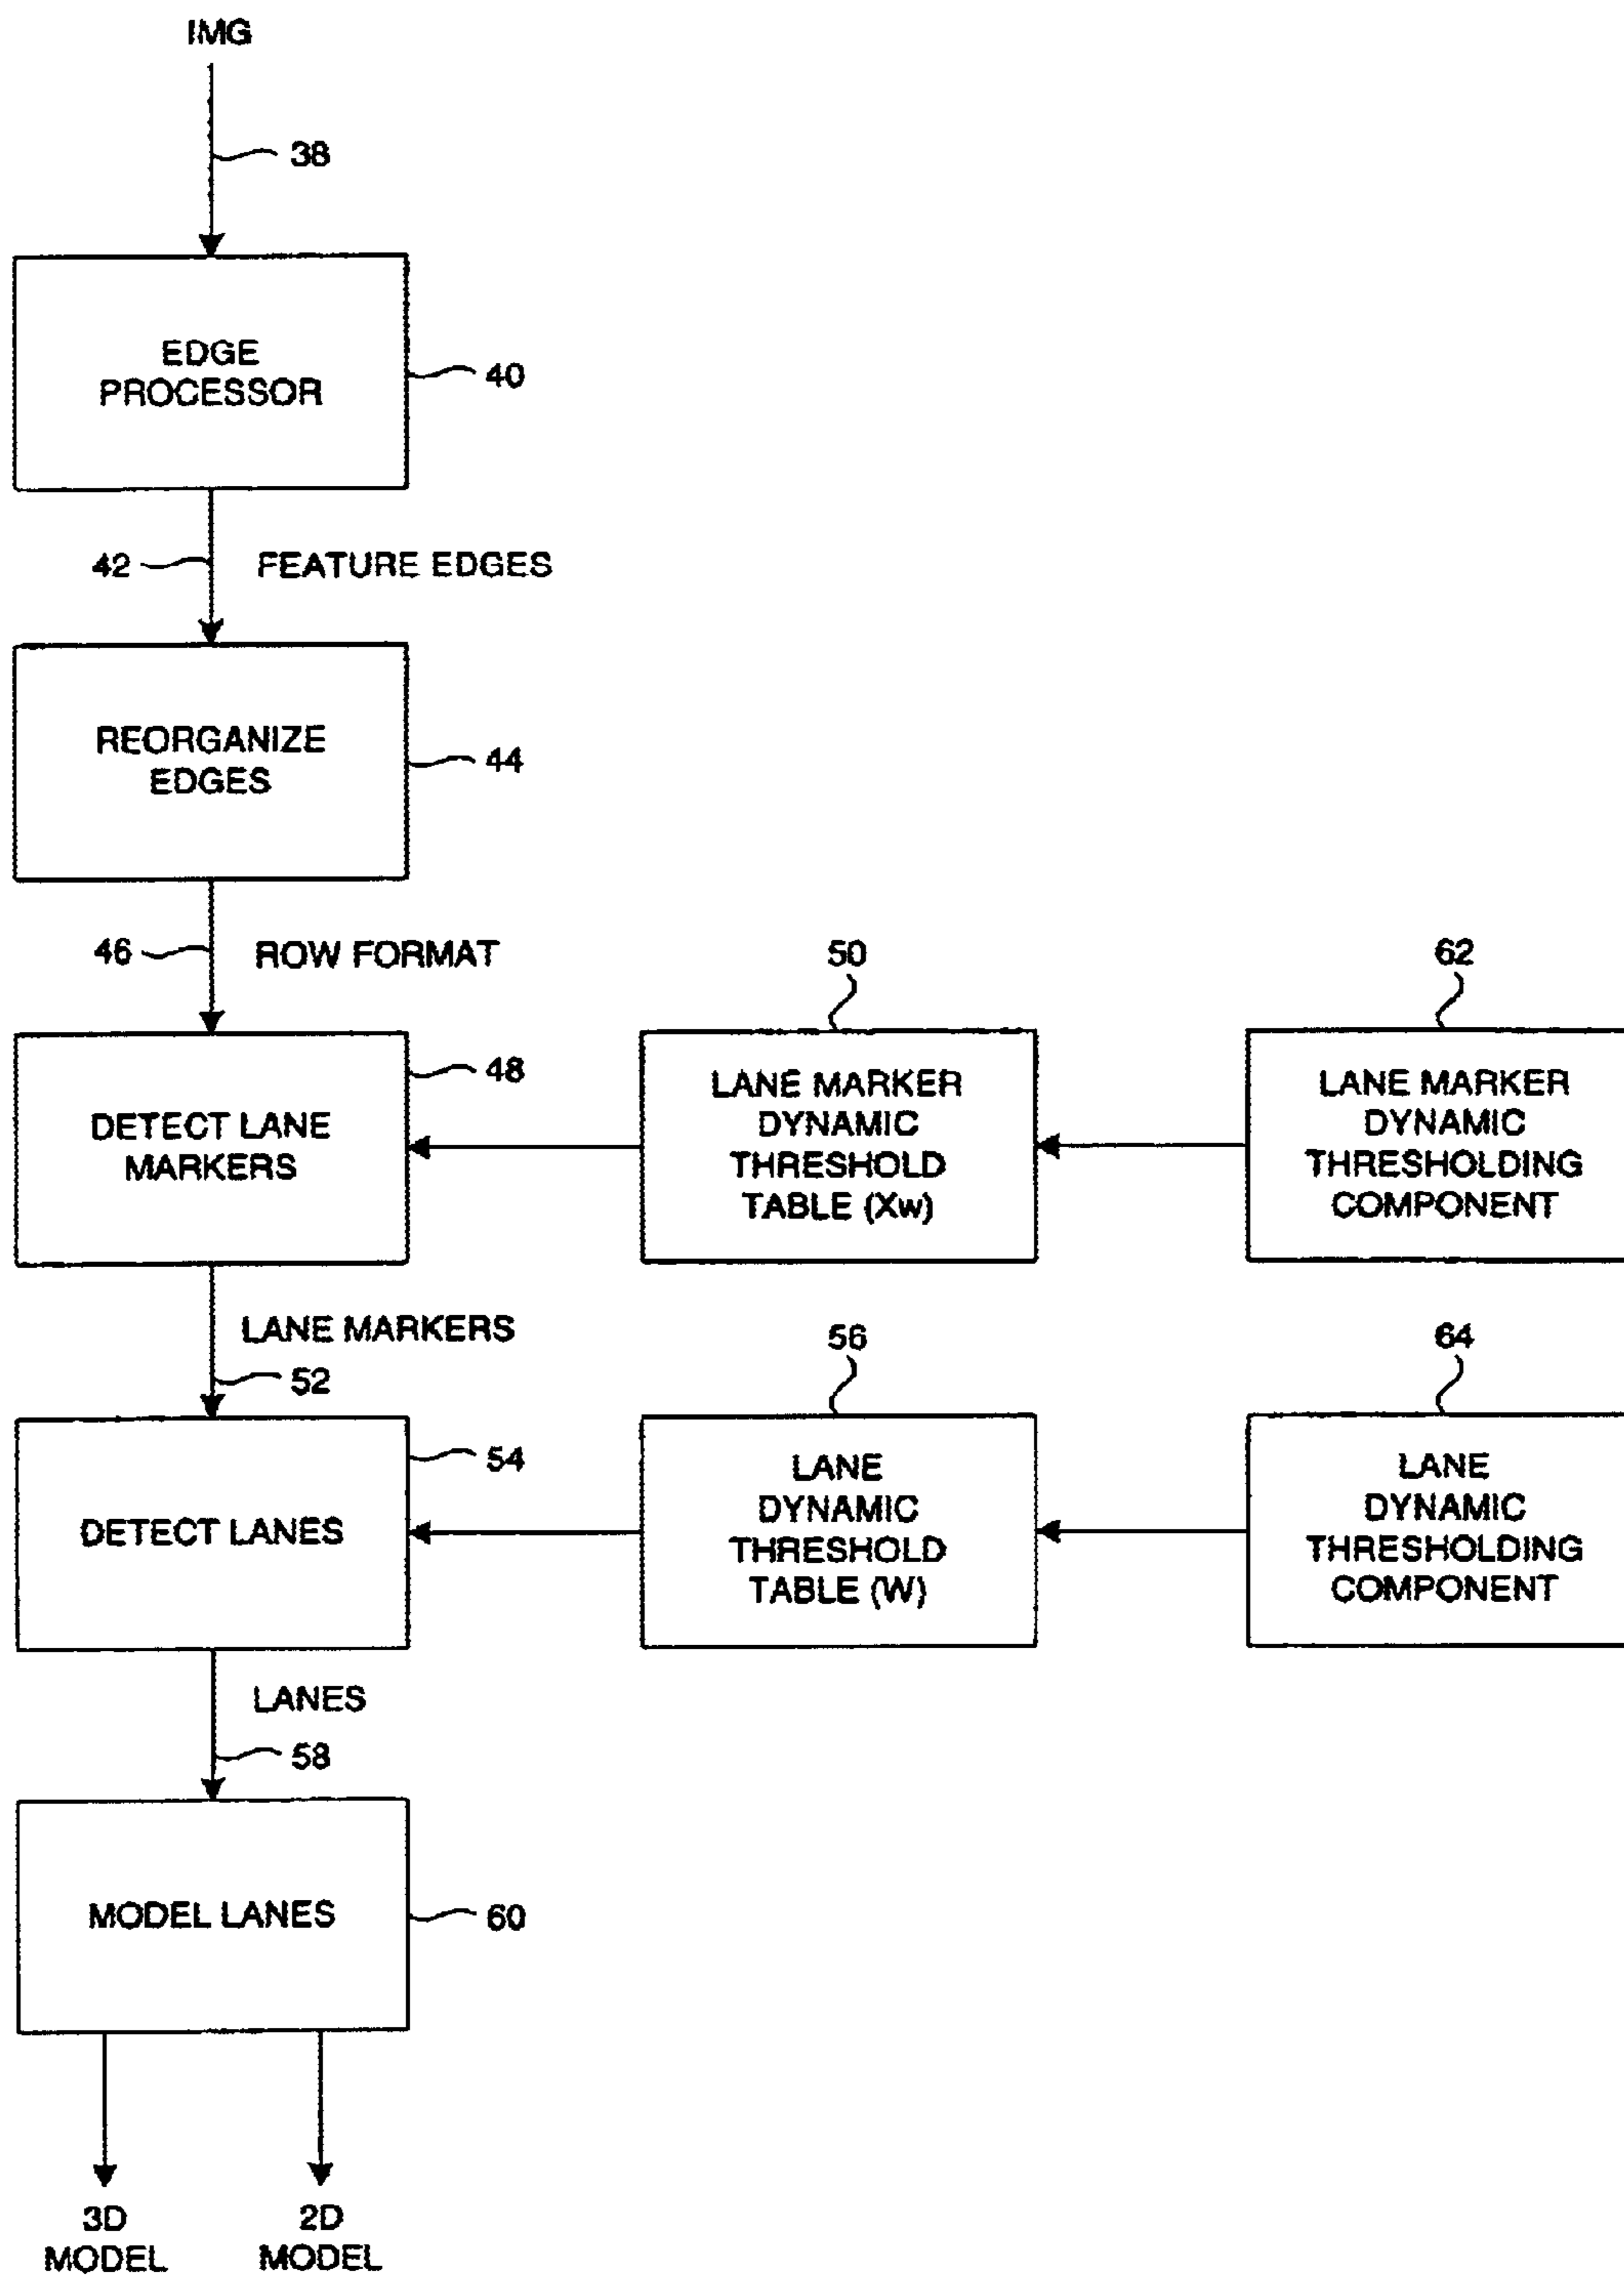 IMG
38
EDGE
PROCESSOR
40
42
FEATURE EDGES
REORGANIZE
EDGES
44
46
ROW FORMAT
50
62
DETECT LANE
MARKERS
48
LANE MARKER
DYNAMIC
THRESHOLD
TABLE (Xw)
LANE MARKER
DYNAMIC
THRESHOLDING
COMPONENT
LANE MARKERS
52
56
64
DETECT LANES
54
LANE
DYNAMIC
THRESHOLD
TABLE (W)
LANE
DYNAMIC
THRESHOLDING
COMPONENT
LANES
58
MODEL LANES
60
3D
MODEL
2D
MODEL